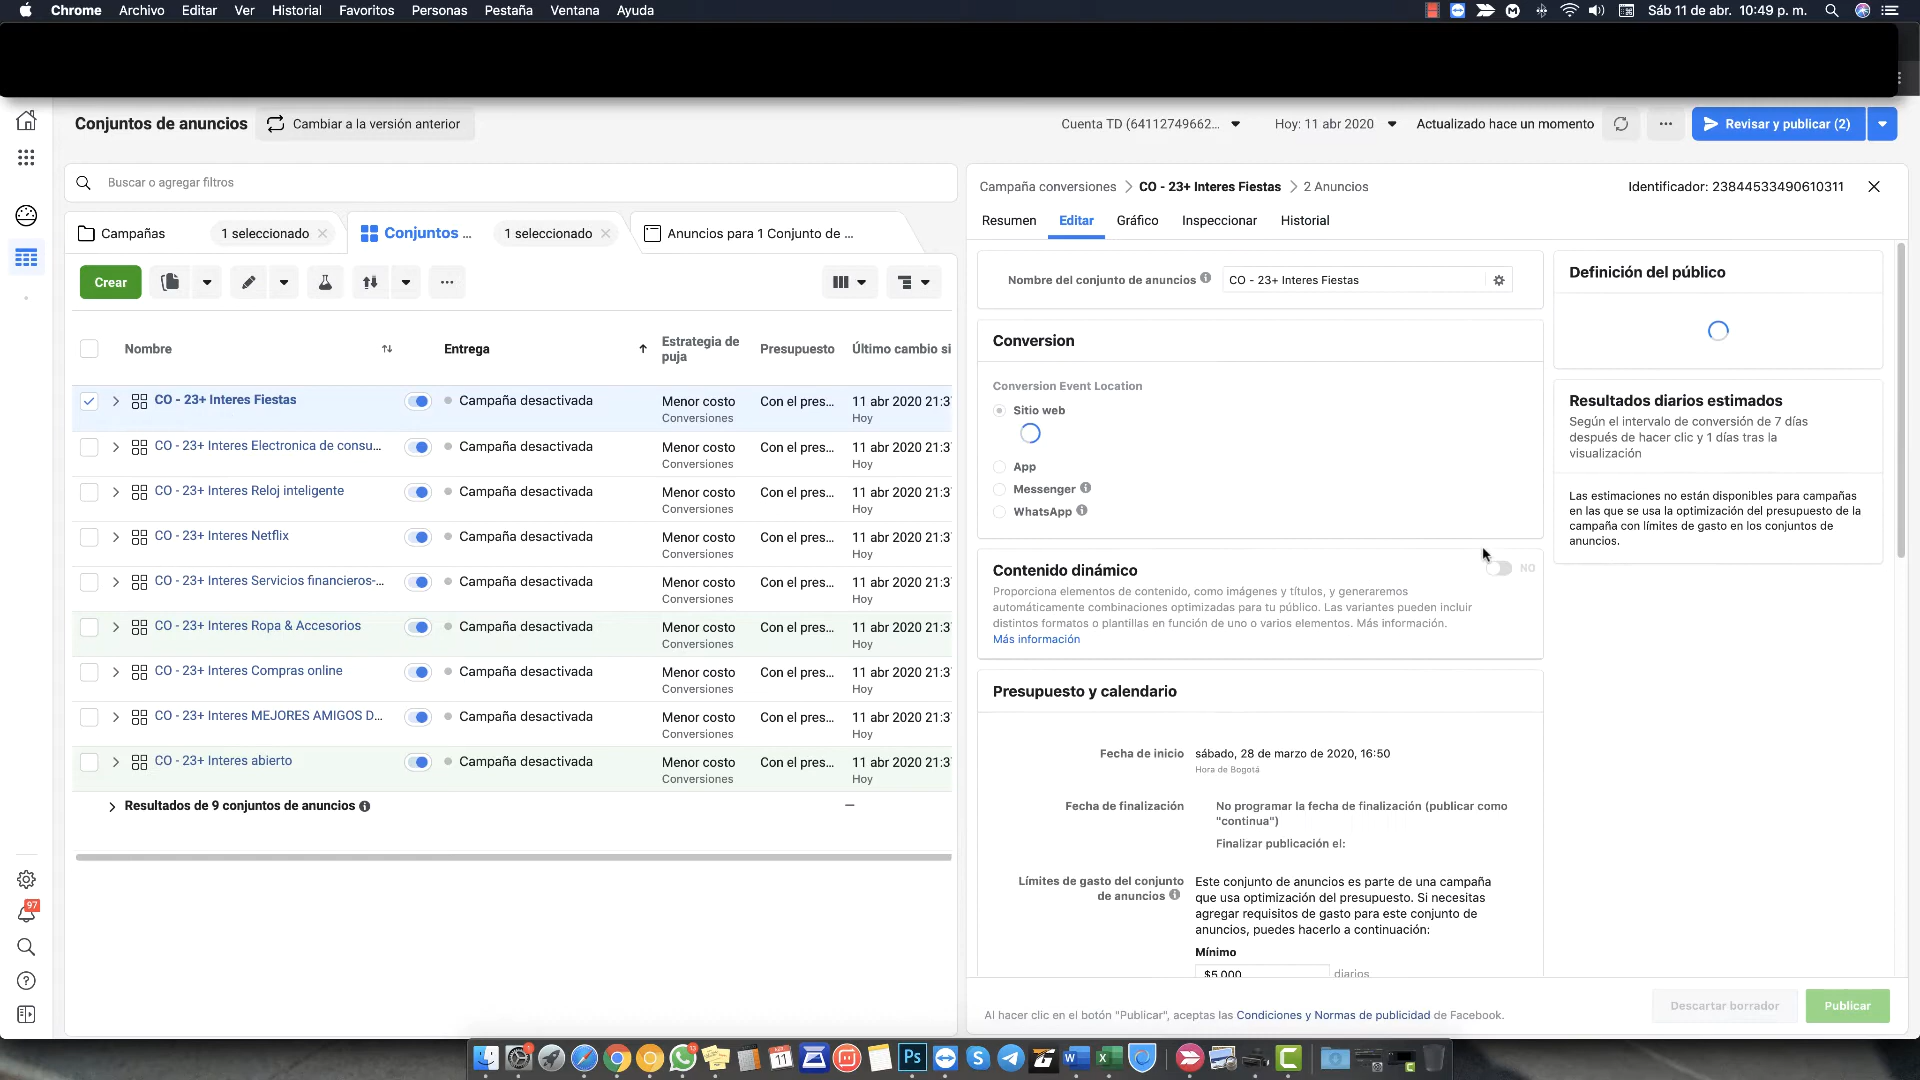 Chrome Archivo Editar Ver Historial Favoritos Personas Pestaña Ventana Ayuda Sáb 11 de abr. 10:49 p. m.
Conjuntos de anuncios Cambiar a la versión anterior Cuenta TD (64112749662... Hoy: 11 abr 2020 Actualizado hace un momento ... Revisar y publicar (2)
Buscar o agregar filtros
Campaña conversiones CO - 23+ Interes Fiestas 2 Anuncios Identificador: 23844533490610311
Resumen Editar Gráfico Inspeccionar Historial
Campañas 1 seleccionado Conjuntos ... 1 seleccionado Anuncios para 1 Conjunto de ...
Crear
Nombre Entrega Estrategia de puja Presupuesto Último cambio si
CO - 23+ Interes Fiestas Campaña desactivada Menor costo Con el pres... 11 abr 2020 21:3
Conversiones Hoy
CO - 23+ Interes Electronica de consu... Campaña desactivada Menor costo Con el pres... 11 abr 2020 21:3
Conversiones Hoy
CO - 23+ Interes Reloj inteligente Campaña desactivada Menor costo Con el pres... 11 abr 2020 21:3
Conversiones Hoy
CO - 23+ Interes Netflix Campaña desactivada Menor costo Con el pres... 11 abr 2020 21:3
Conversiones Hoy
CO - 23+ Interes Servicios financieros-... Campaña desactivada Menor costo Con el pres... 11 abr 2020 21:3
Conversiones Hoy
CO - 23+ Interes Ropa & Accesorios Campaña desactivada Menor costo Con el pres... 11 abr 2020 21:3
Conversiones Hoy
CO - 23+ Interes Compras online Campaña desactivada Menor costo Con el pres... 11 abr 2020 21:3
Conversiones Hoy
CO - 23+ Interes MEJORES AMIGOS D... Campaña desactivada Menor costo Con el pres... 11 abr 2020 21:3
Conversiones Hoy
CO - 23+ Interes abierto Campaña desactivada Menor costo Con el pres... 11 abr 2020 21:3
Conversiones Hoy
Resultados de 9 conjuntos de anuncios —
97
Nombre del conjunto de anuncios CO - 23+ Interes Fiestas
Conversion
Conversion Event Location
Sitio web
App
Messenger
WhatsApp
Contenido dinámico NO
Proporciona elementos de contenido, como imágenes y títulos, y generaremos
automáticamente combinaciones optimizadas para tu público. Las variantes pueden incluir
distintos formatos o plantillas en función de uno o varios elementos. Más información.
Más información
Presupuesto y calendario
Fecha de inicio sábado, 28 de marzo de 2020, 16:50
Hora de Bogotá
Fecha de finalización No programar la fecha de finalización (publicar como
"continua")
Finalizar publicación el:
Límites de gasto del conjunto de anuncios
Este conjunto de anuncios es parte de una campaña
que usa optimización del presupuesto. Si necesitas
agregar requisitos de gasto para este conjunto de
anuncios, puedes hacerlo a continuación:
Mínimo
$5.000 diarios
Definición del público
Resultados diarios estimados
Según el intervalo de conversión de 7 días
después de hacer clic y 1 días tras la
visualización
Las estimaciones no están disponibles para campañas
en las que se usa la optimización del presupuesto de la
campaña con límites de gasto en los conjuntos de
anuncios.
Al hacer clic en el botón "Publicar", aceptas las Condiciones y Normas de publicidad de Facebook.
Descartar borrador Publicar